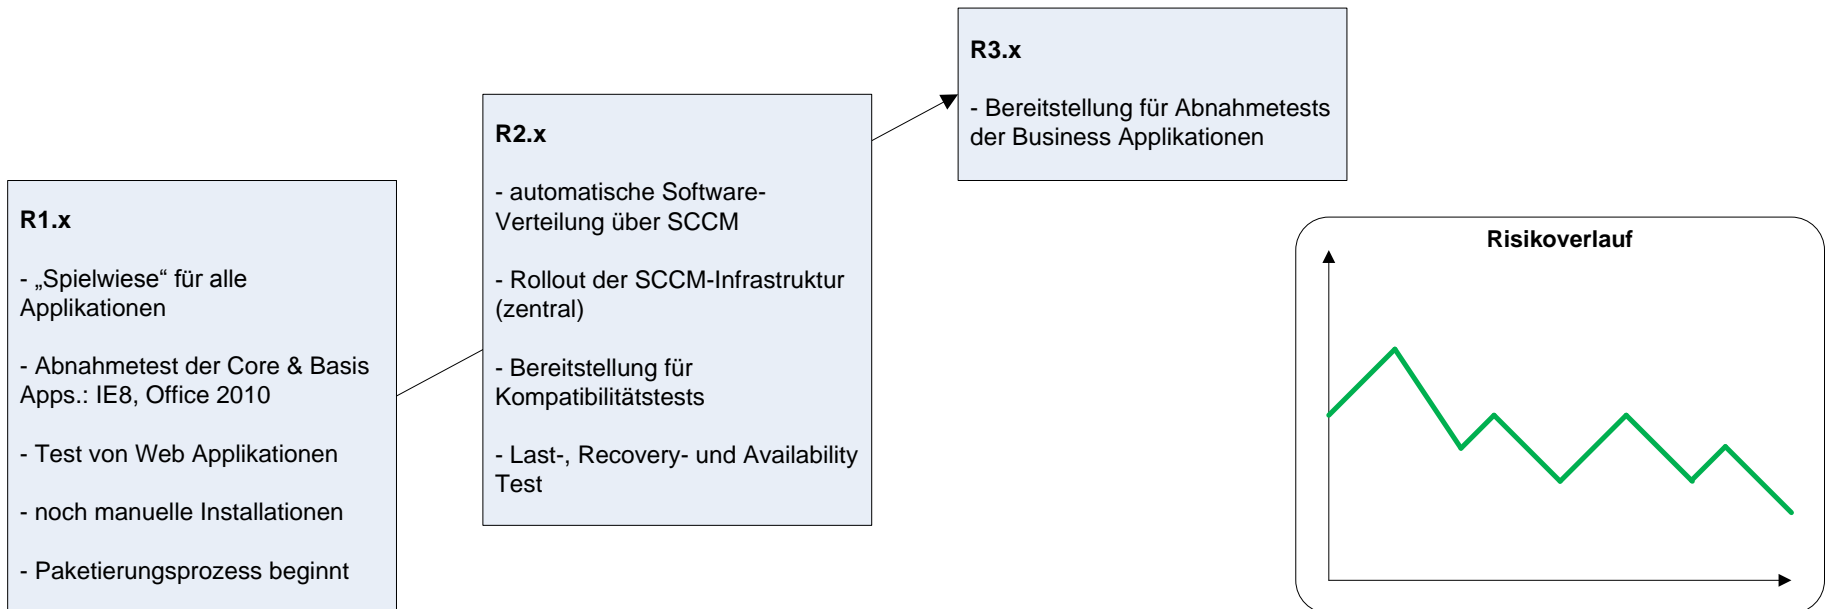 R1.x
- „Spielwiese“ für alle
Applikationen
- Abnahmetest der Core & Basis
Apps.: IE8, Office 2010
- Test von Web Applikationen
- noch manuelle Installationen
- Paketierungsprozess beginnt
R2.x
- automatische Software-
Verteilung über SCCM
- Rollout der SCCM-Infrastruktur
(zentral)
- Bereitstellung für
Kompatibilitätstests
- Last-, Recovery- und Availability
Test
R3.x
- Bereitstellung für Abnahmetests
der Business Applikationen
Risikoverlauf